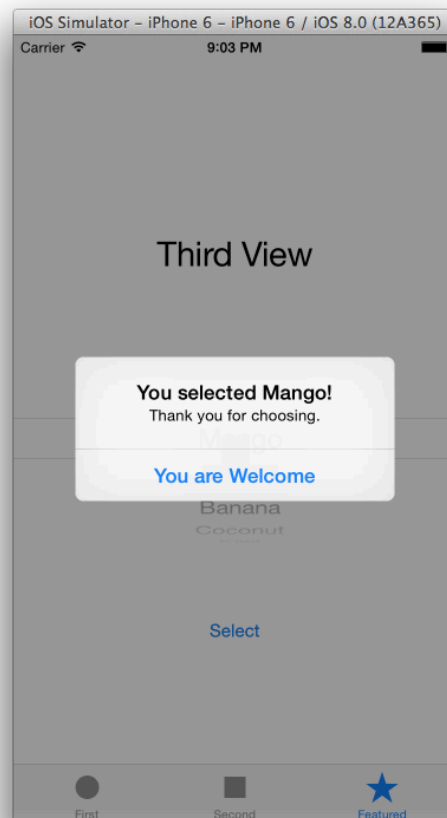 iOS Simulator – iPhone 6 – iPhone 6 / iOS 8.0 (12A365)
Carrier 9:03 PM
Third View
You selected Mango!
Thank you for choosing.
Mango
You are Welcome
Banana
Coconut
Select
First Second Featured